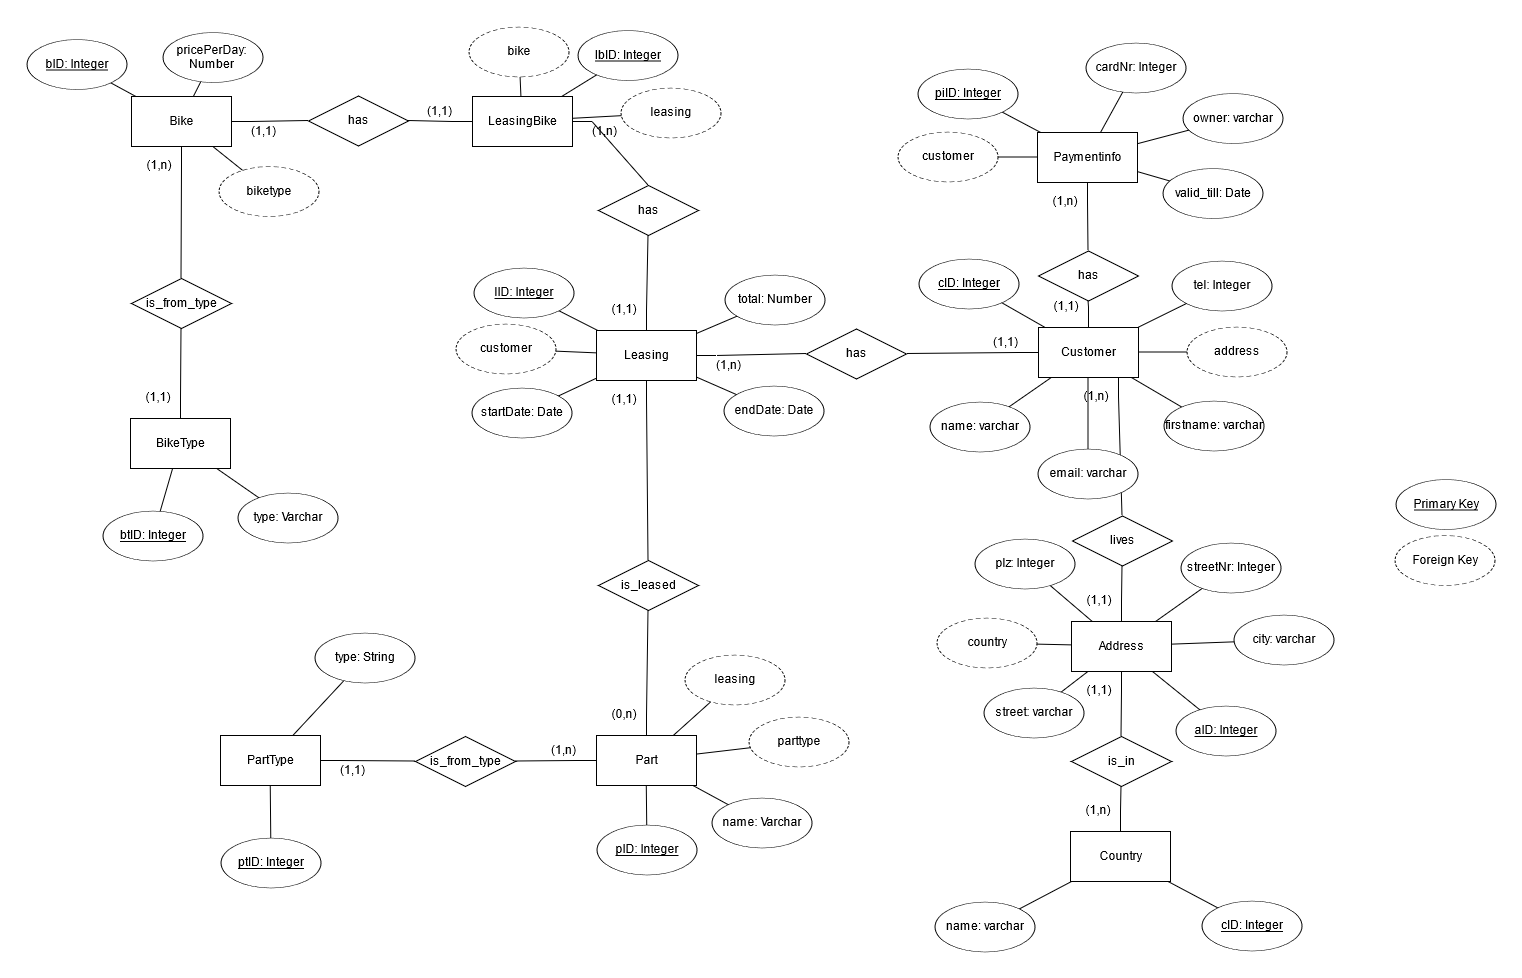 bike
pricePerDay:
Number
bID: Integer
lbID: Integer
cardNr: Integer
piID: Integer
leasing
owner: varchar
Bike
has
LeasingBike
(1,1)
(1,1)
(1,n)
customer
Paymentinfo
(1,n)
biketype
valid_till: Date
(1,n)
has
has
cID: Integer
tel: Integer
lID: Integer
total: Number
is_from_type
(1,1)
(1,1)
customer
Leasing
has
(1,1)
Customer
address
(1,n)
(1,1)
(1,1)
(1,n)
startDate: Date
endDate: Date
name: varchar
firstname: varchar
BikeType
email: varchar
type: Varchar
btID: Integer
Primary Key
lives
Foreign Key
plz: Integer
streetNr: Integer
is_leased
(1,1)
country
Address
city: varchar
type: String
leasing
(1,1)
(0,n)
street: varchar
aID: Integer
parttype
PartType
(1,1)
is_from_type
(1,n)
Part
is_in
(1,n)
name: Varchar
ptID: Integer
pID: Integer
Country
name: varchar
cID: Integer